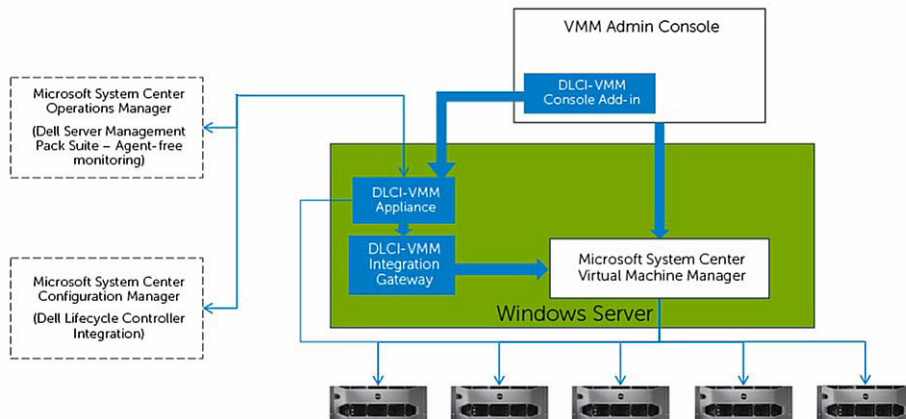 VMM Admin Console
DLCI-VMM
Console Add-in
Microsoft System Center
Operations Manager
(Dell Server Management
Pack Suite – Agent-free
monitoring)
DLCI-VMM
Appliance
DLCI-VMM
Integration
Gateway
Microsoft System Center
Virtual Machine Manager
Microsoft System Center
Configuration Manager
(Dell Lifecycle Controller
Integration)
Windows Server